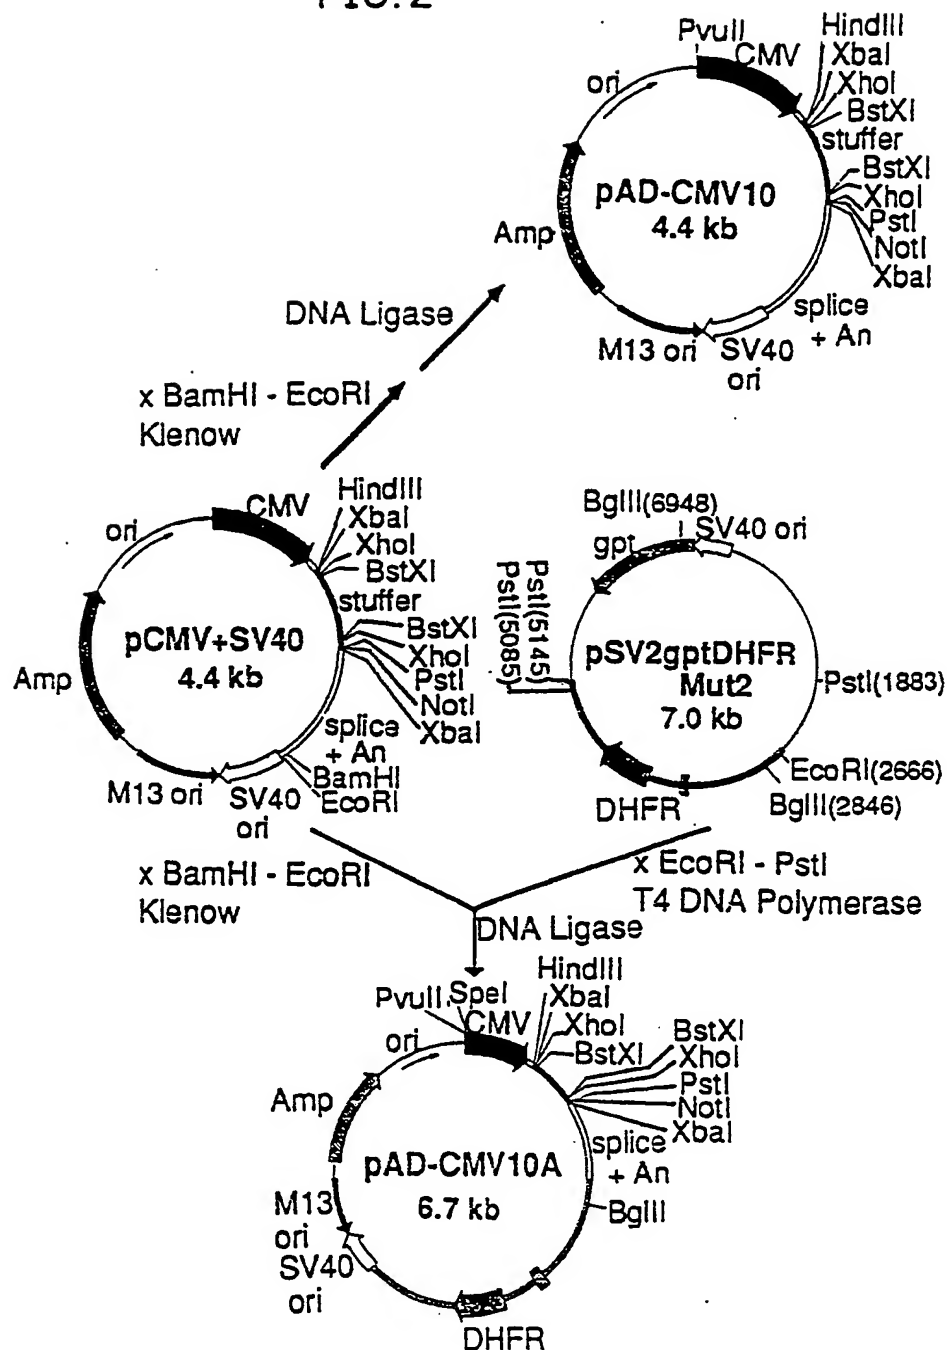 FIG. 2
PvuII
CMV
HindIII
XbaI
XhoI
BstXI
stuffer
BstXI
XhoI
PstI
NotI
XbaI
splice
+ An
SV40
ori
M13 ori
Amp
ori
pAD-CMV10
4.4 kb
DNA Ligase
x BamHI - EcoRI
Klenow
CMV
HindIII
XbaI
XhoI
BstXI
stuffer
BstXI
XhoI
PstI
NotI
XbaI
splice
+ An
BamHI
EcoRI
SV40
ori
M13 ori
Amp
ori
pCMV+SV40
4.4 kb
BglII(6948)
SV40 ori
gpt
PstI(5145)
PstI(5085)
pSV2gptDHFR
Mut2
7.0 kb
PstI(1883)
EcoRI(2666)
BglII(2846)
DHFR
x BamHI - EcoRI
Klenow
x EcoRI - PstI
T4 DNA Polymerase
DNA Ligase
PvuII
SpeI
CMV
HindIII
XbaI
XhoI
BstXI
BstXI
XhoI
PstI
NotI
XbaI
splice
+ An
BglII
DHFR
SV40
ori
M13
ori
Amp
ori
pAD-CMV10A
6.7 kb